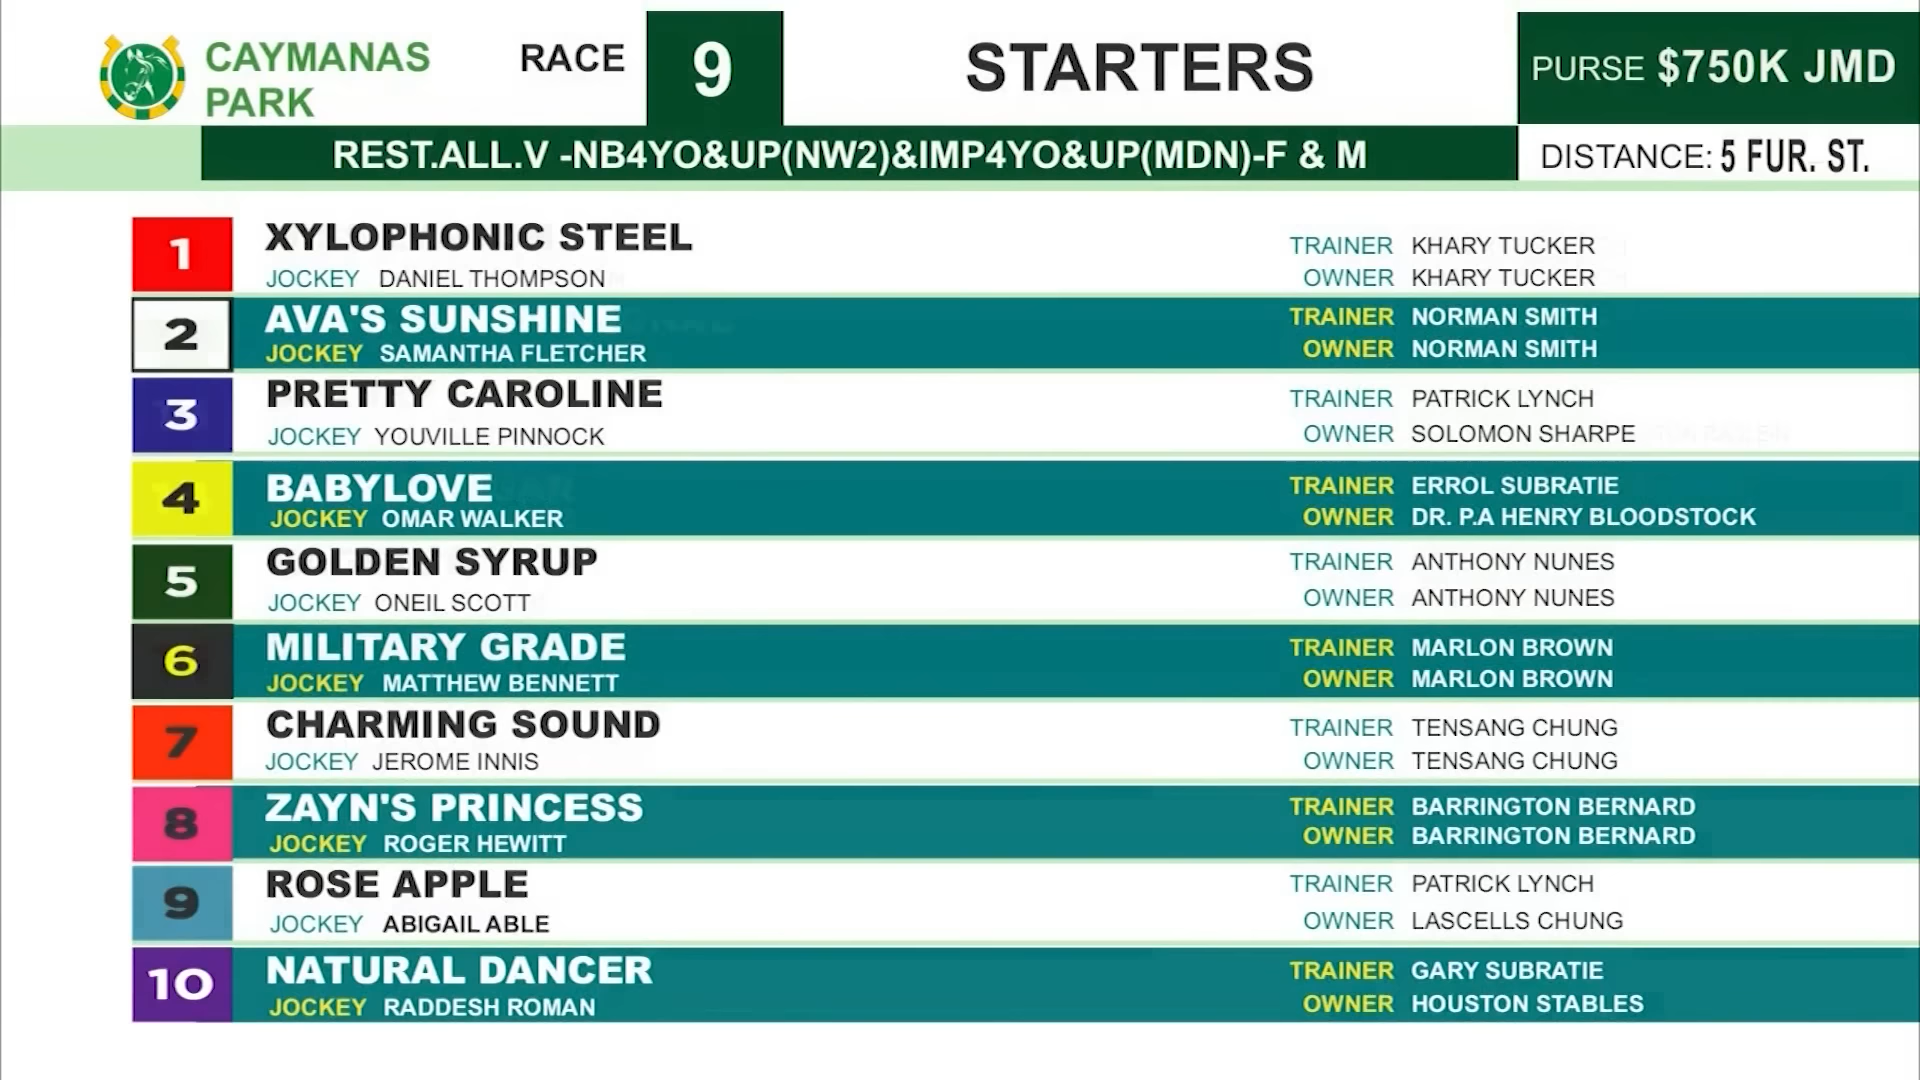 CAYMANAS PARK
RACE 9
STARTERS
PURSE $750K JMD
REST.ALL.V -NB4YO&UP(NW2)&IMP4YO&UP(MDN)-F & M
DISTANCE: 5 FUR. ST.
1 XYLOPHONIC STEEL
JOCKEY DANIEL THOMPSON
TRAINER KHARY TUCKER
OWNER KHARY TUCKER
2 AVA'S SUNSHINE
JOCKEY SAMANTHA FLETCHER
TRAINER NORMAN SMITH
OWNER NORMAN SMITH
3 PRETTY CAROLINE
JOCKEY YOUVILLE PINNOCK
TRAINER PATRICK LYNCH
OWNER SOLOMON SHARPE
4 BABYLOVE
JOCKEY OMAR WALKER
TRAINER ERROL SUBRATIE
OWNER DR. P.A HENRY BLOODSTOCK
5 GOLDEN SYRUP
JOCKEY ONEIL SCOTT
TRAINER ANTHONY NUNES
OWNER ANTHONY NUNES
6 MILITARY GRADE
JOCKEY MATTHEW BENNETT
TRAINER MARLON BROWN
OWNER MARLON BROWN
7 CHARMING SOUND
JOCKEY JEROME INNIS
TRAINER TENSANG CHUNG
OWNER TENSANG CHUNG
8 ZAYN'S PRINCESS
JOCKEY ROGER HEWITT
TRAINER BARRINGTON BERNARD
OWNER BARRINGTON BERNARD
9 ROSE APPLE
JOCKEY ABIGAIL ABLE
TRAINER PATRICK LYNCH
OWNER LASCELLS CHUNG
10 NATURAL DANCER
JOCKEY RADDESH ROMAN
TRAINER GARY SUBRATIE
OWNER HOUSTON STABLES